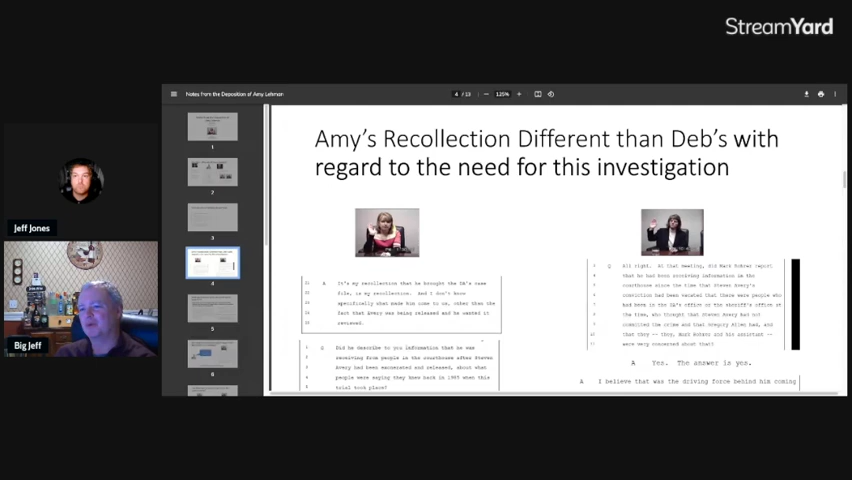 StreamYard
Notes from the Deposition of Amy Lehman
4 / 13
125%
1
2
3
4
5
6
Jeff Jones
Big Jeff
Amy's Recollection Different than Deb's with
regard to the need for this investigation
A It's my recollection that he brought the DA's case
file, is my recollection. And I don't know
specifically what made him come to us, other than the
fact that Avery was being released and he wanted it
reviewed.
Q Did he describe to you information that he was
receiving from people in the courthouse after Steven
Avery had been exonerated and released, about what
people were saying they knew back in 1985 when this
trial took place?
Q All right. At that meeting, did Mark Rohrer report
that he had been receiving information in the
courthouse since the time that Steven Avery's
conviction had been vacated that there were people who
had been in the DA's office or the sheriff's office at
the time, who thought that Steven Avery had not
committed the crime and that Gregory Allen had, and
that they -- they, Mark Rohrer and his assistant --
were very concerned about that?
A Yes. The answer is yes.
A I believe that was the driving force behind him coming